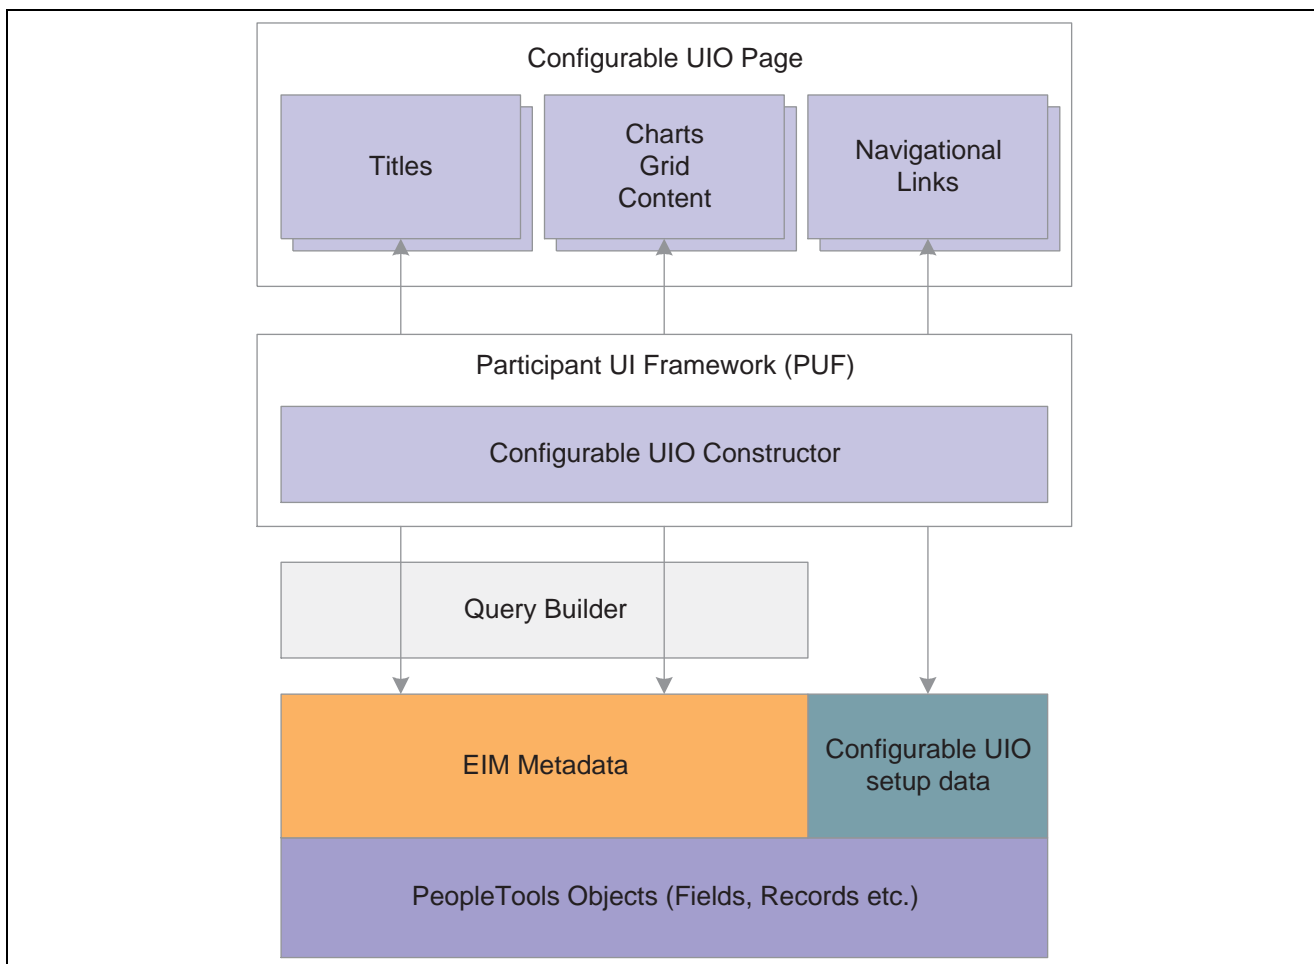 Configurable UIO Page
Titles
Charts
Grid
Content
Navigational
Links
Participant UI Framework (PUF)
Configurable UIO Constructor
Query Builder
EIM Metadata
Configurable UIO
setup data
PeopleTools Objects (Fields, Records etc.)